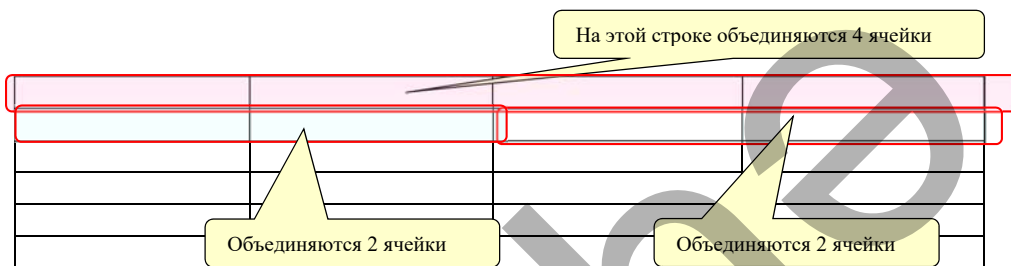 На этой строке объединяются 4 ячейки
Объединяются 2 ячейки
Объединяются 2 ячейки